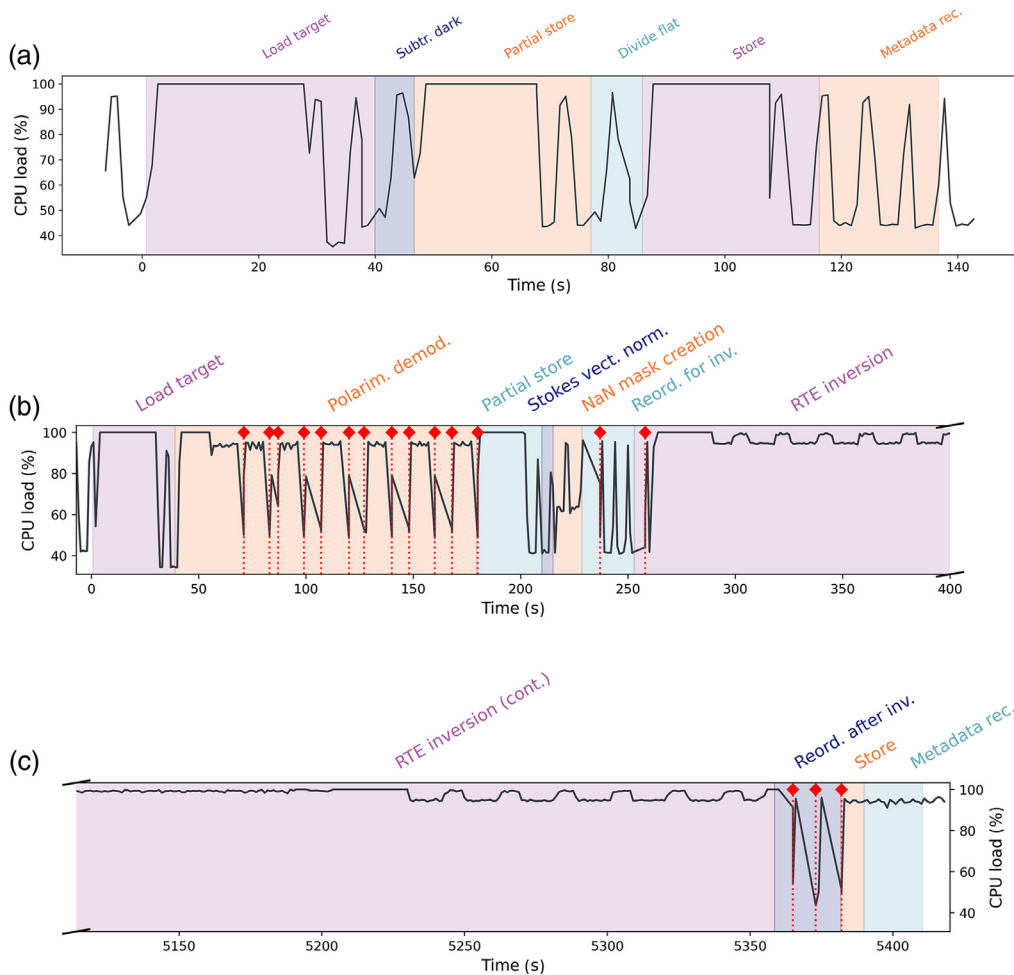 (a)
Load target
Subtr. dark
Partial store
Divide flat
Store
Metadata rec.
CPU load (%)
100
90
80
70
60
50
40
0 20 40 60 80 100 120 140
Time (s)
(b)
Load target
Polarim. demod.
Partial store
Stokes vect. norm.
NaN mask creation
Reord. for inv.
RTE inversion
CPU load (%)
100
80
60
40
0 50 100 150 200 250 300 350 400
Time (s)
(c)
RTE inversion (cont.)
Reord. after inv.
Store
Metadata rec.
100
80
60
40
CPU load (%)
5150 5200 5250 5300 5350 5400
Time (s)